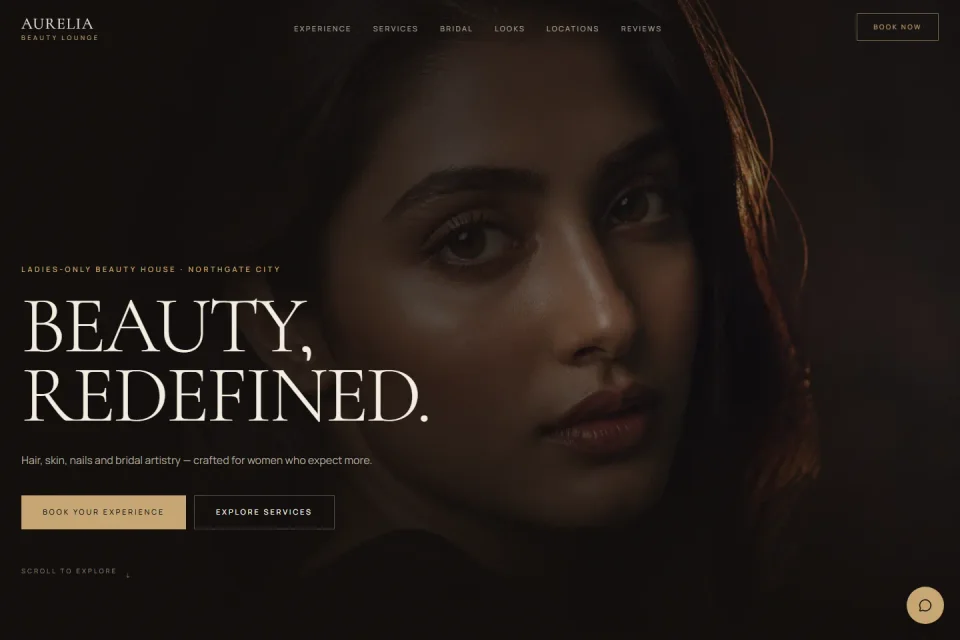 AURELIA
BEAUTY LOUNGE
EXPERIENCE SERVICES BRIDAL LOOKS LOCATIONS REVIEWS
BOOK NOW
LADIES-ONLY BEAUTY HOUSE · NORTHGATE CITY
BEAUTY,
REDEFINED.
Hair, skin, nails and bridal artistry — crafted for women who expect more.
BOOK YOUR EXPERIENCE
EXPLORE SERVICES
SCROLL TO EXPLORE ↓